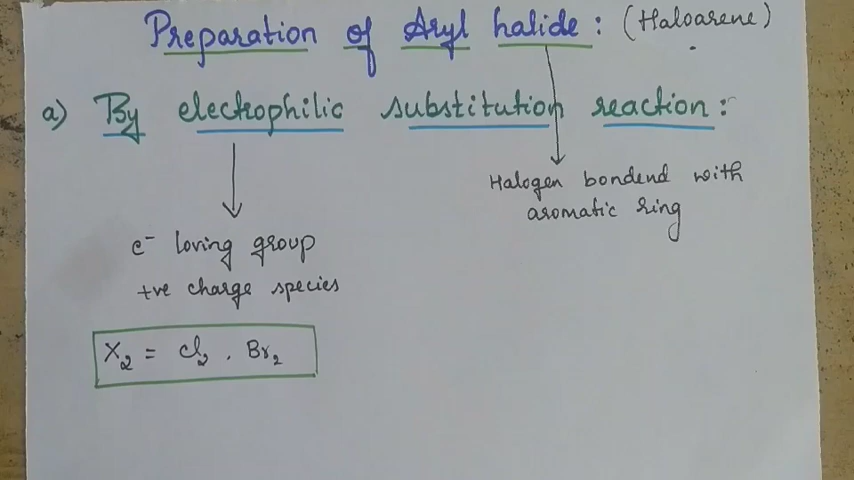 Preparation of Aryl halide : (Haloarene)
a) By electrophilic substitution reaction :
Halogen bondend with
aromatic ring
e⁻ loving group
+ve charge species
X₂ = Cl₂ , Br₂